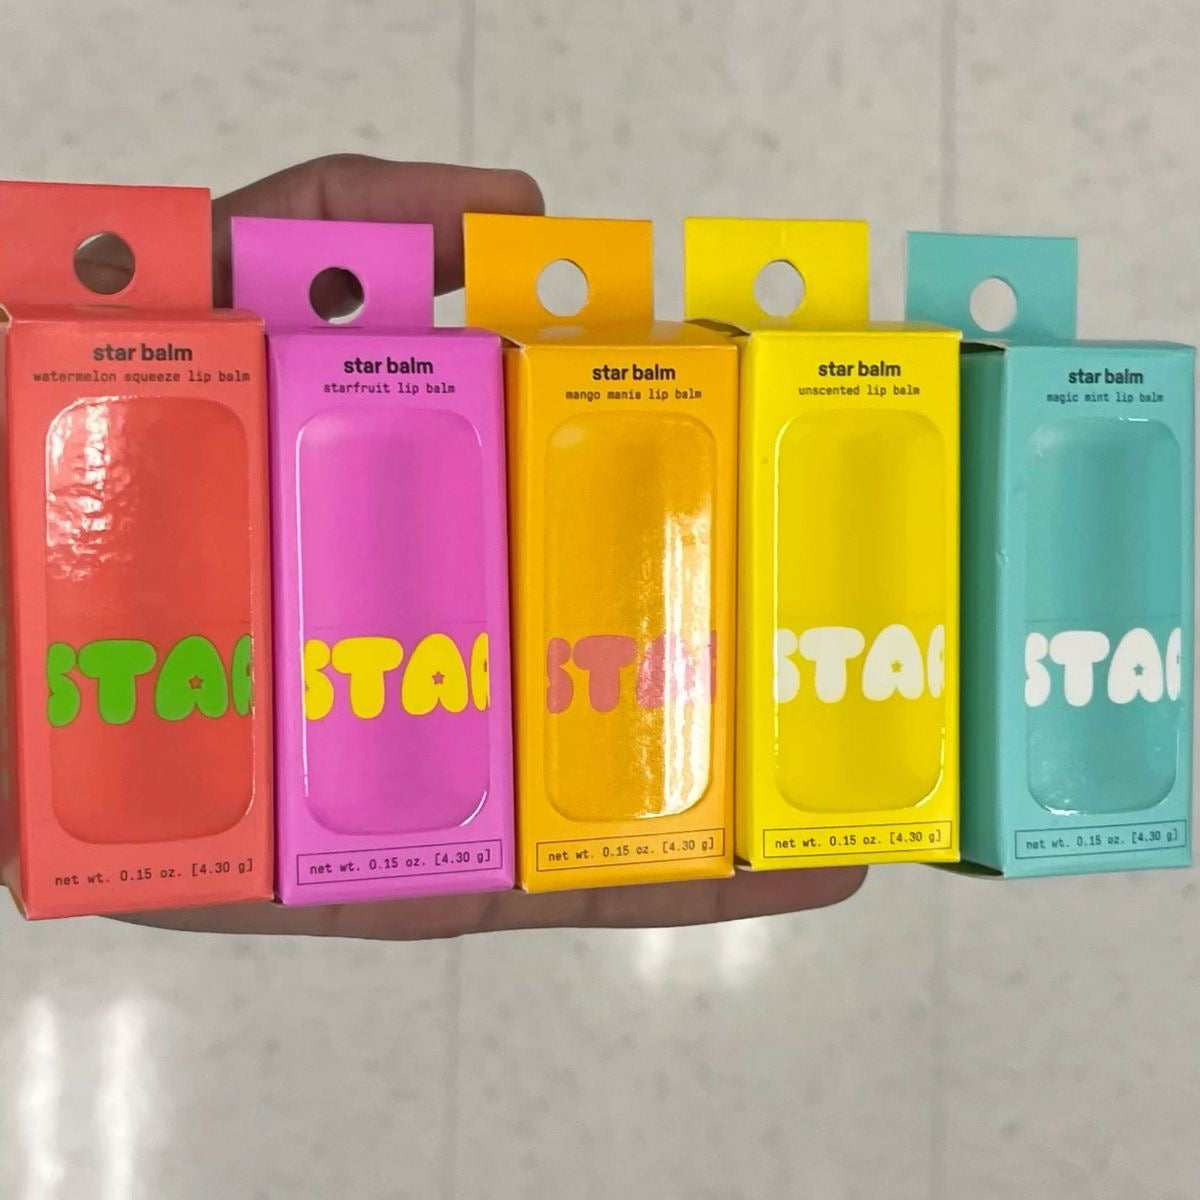 star balm
watermelon squeeze lip balm
STAR
net wt. 0.15 oz. [4.30 g]
star balm
starfruit lip balm
STAR
net wt. 0.15 oz. [4.30 g]
star balm
mango mania lip balm
STA
net wt. 0.15 oz. [4.30 g]
star balm
unscented lip balm
STAR
net wt. 0.15 oz. [4.30 g]
star balm
magic mint lip balm
STAR
net wt. 0.15 oz. [4.30 g]